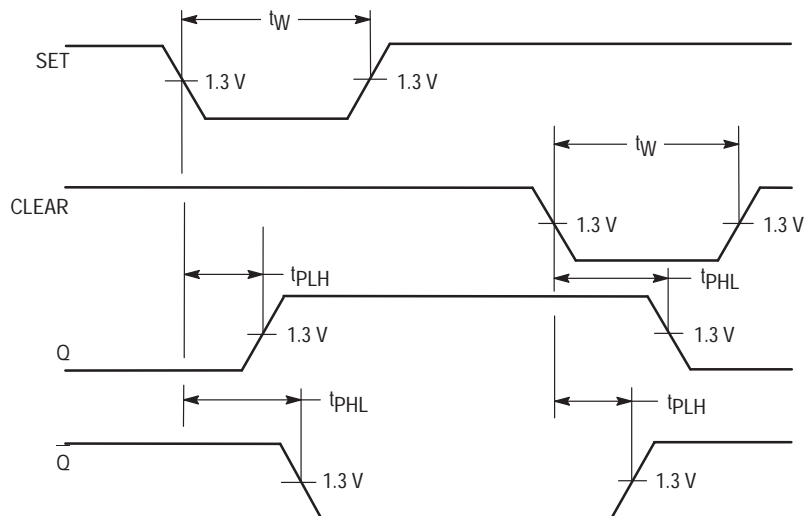 tW
SET
1.3 V
1.3 V
tW
CLEAR
1.3 V
1.3 V
tPLH
tPHL
1.3 V
1.3 V
Q
tPHL
tPLH
Q̅
1.3 V
1.3 V